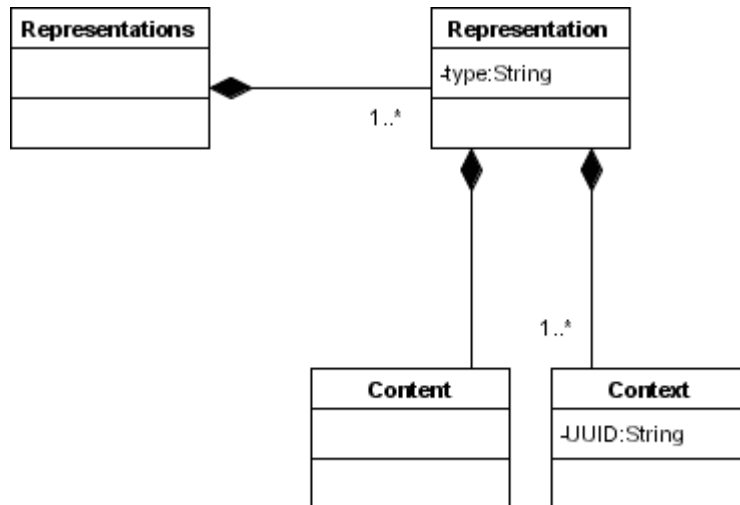 Representations
Representation
-type:String
1..*
1..*
Content
Context
-UUID:String